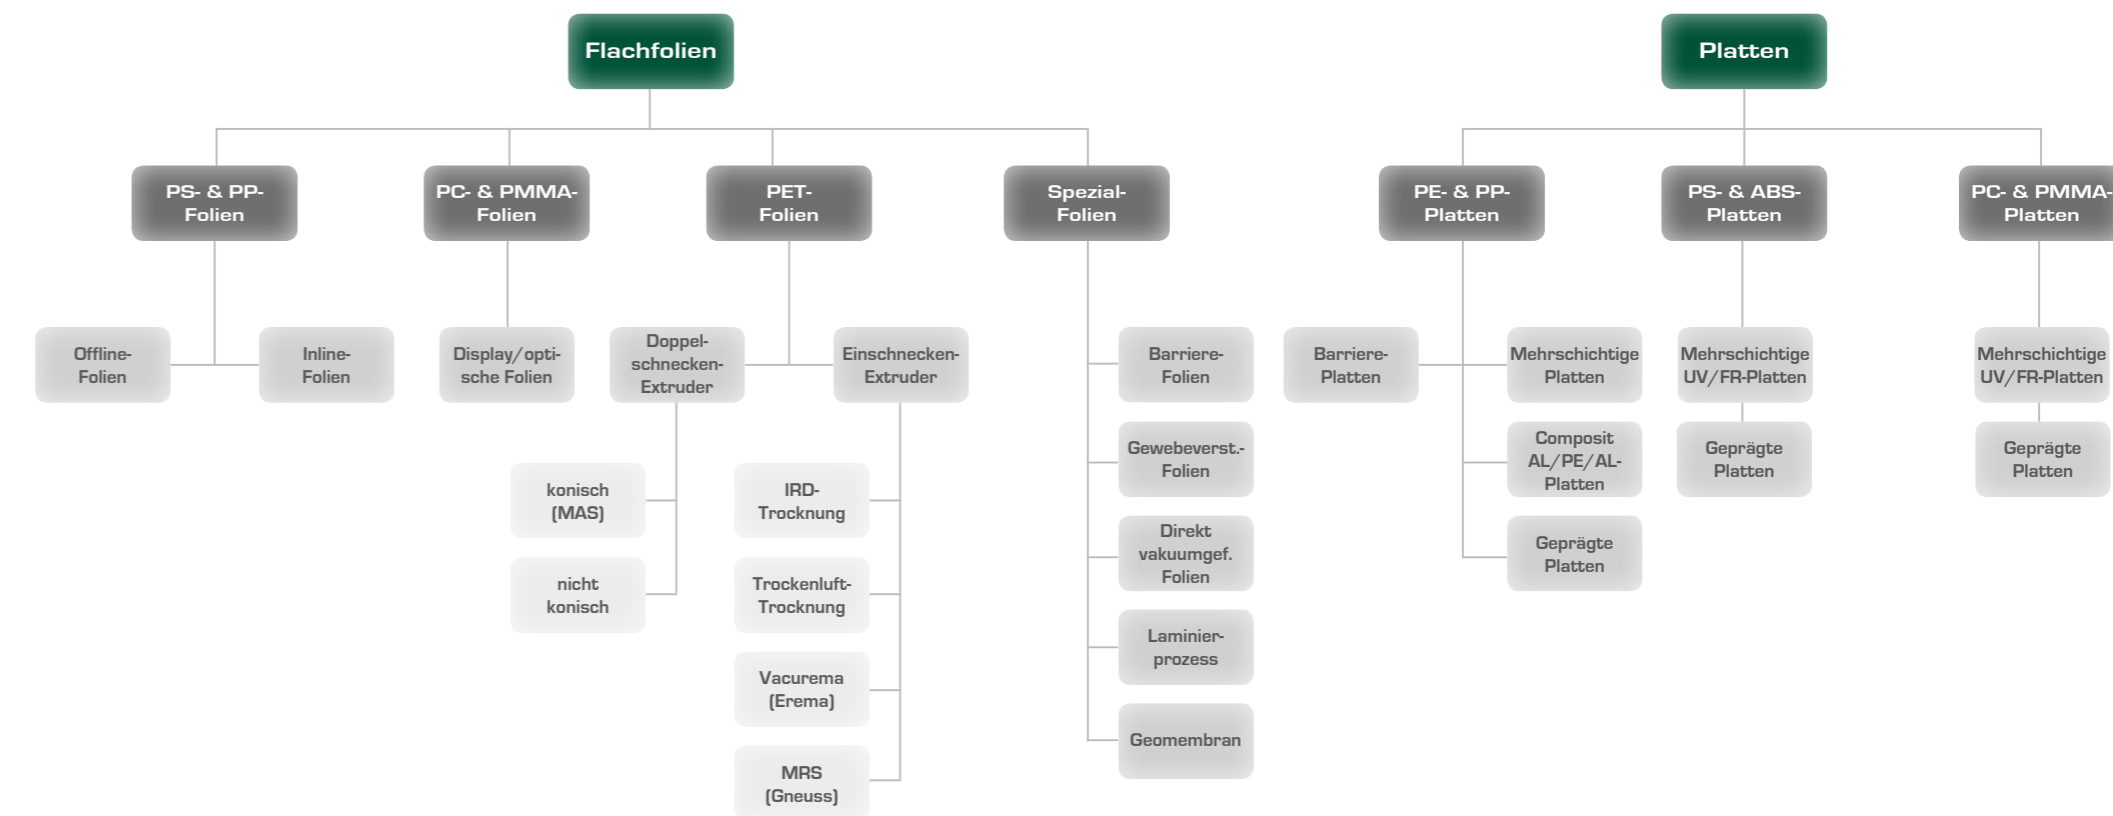 Flachfolien
Platten
PS- & PP-
Folien
PC- & PMMA-
Folien
PET-
Folien
Spezial-
Folien
PE- & PP-
Platten
PS- & ABS-
Platten
PC- & PMMA-
Platten
Offline-
Folien
Inline-
Folien
Display/opti-
sche Folien
Doppel-
schnecken-
Extruder
Einschnecken-
Extruder
konisch
(MAS)
nicht
konisch
IRD-
Trocknung
Trockenluft-
Trocknung
Vacurema
(Erema)
MRS
(Gneuss)
Barriere-
Folien
Gewebeverst.-
Folien
Direkt
vakuumgef.
Folien
Laminier-
prozess
Geomembran
Barriere-
Platten
Mehrschichtige
Platten
Composit
AL/PE/AL-
Platten
Geprägte
Platten
Mehrschichtige
UV/FR-Platten
Geprägte
Platten
Mehrschichtige
UV/FR-Platten
Geprägte
Platten